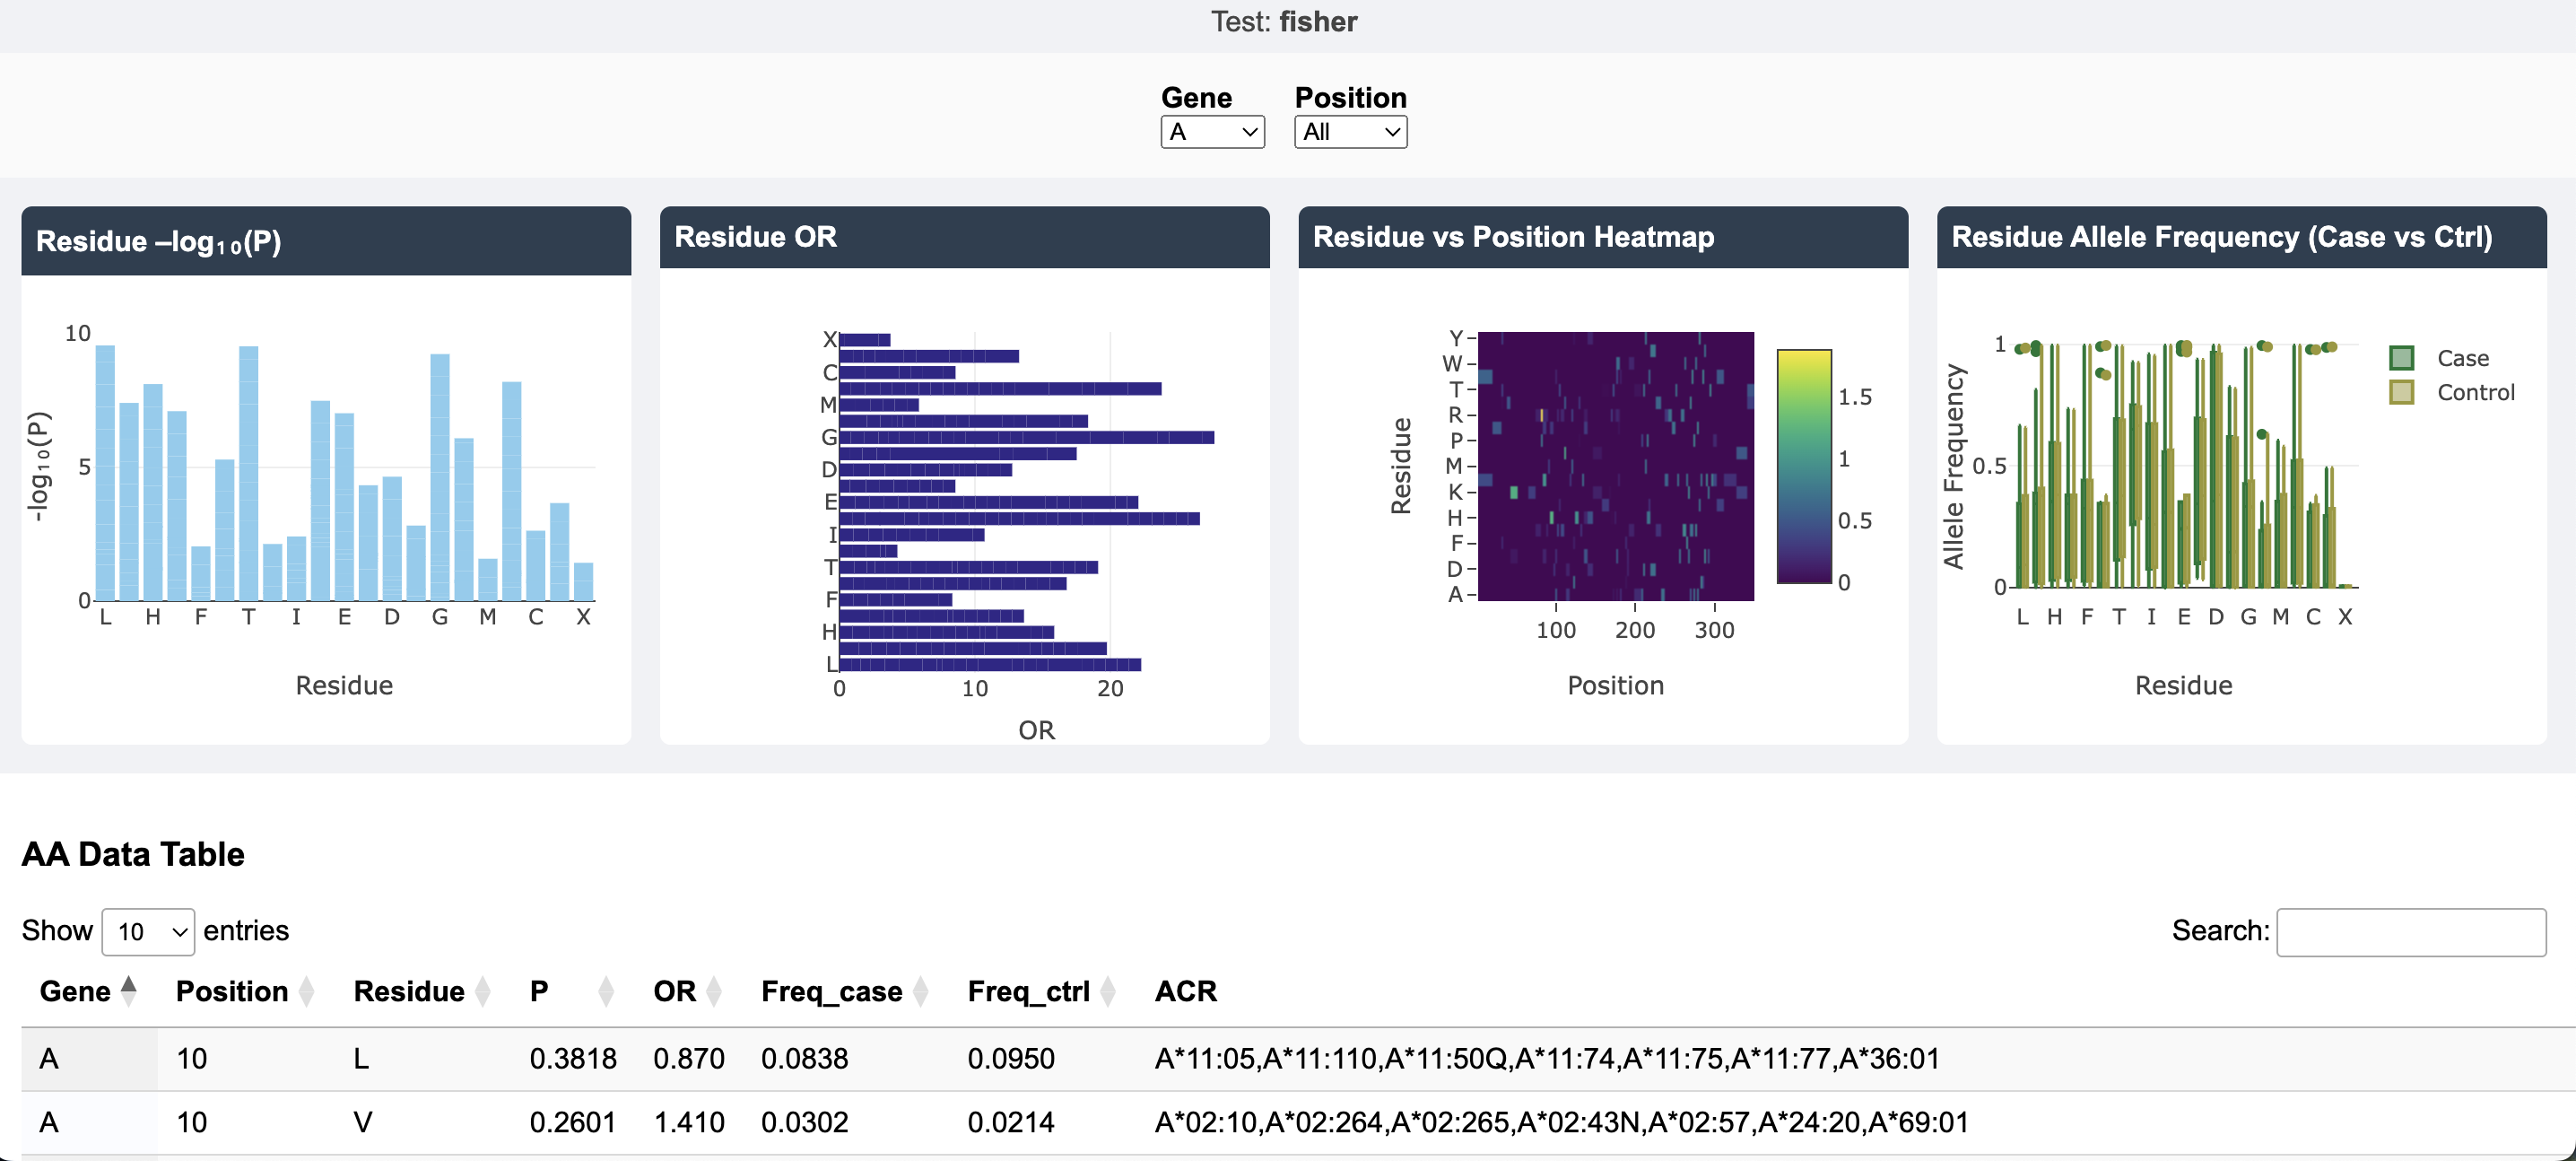 Test: fisher
Gene Position
A All
Residue –log₁₀(P)
10
5
0
-log₁₀(P)
L H F T I E D G M C X
Residue
Residue OR
X
C
M
G
D
E
I
T
F
H
L
0 10 20
OR
Residue vs Position Heatmap
Y
W
T
R
P
M
K
H
F
D
A
Residue
100 200 300
Position
1.5
1
0.5
0
Residue Allele Frequency (Case vs Ctrl)
1
0.5
0
Allele Frequency
L H F T I E D G M C X
Residue
Case
Control
AA Data Table
Show 10 entries
Search:
Gene Position Residue P OR Freq_case Freq_ctrl ACR
A 10 L 0.3818 0.870 0.0838 0.0950 A*11:05,A*11:110,A*11:50Q,A*11:74,A*11:75,A*11:77,A*36:01
A 10 V 0.2601 1.410 0.0302 0.0214 A*02:10,A*02:264,A*02:265,A*02:43N,A*02:57,A*24:20,A*69:01